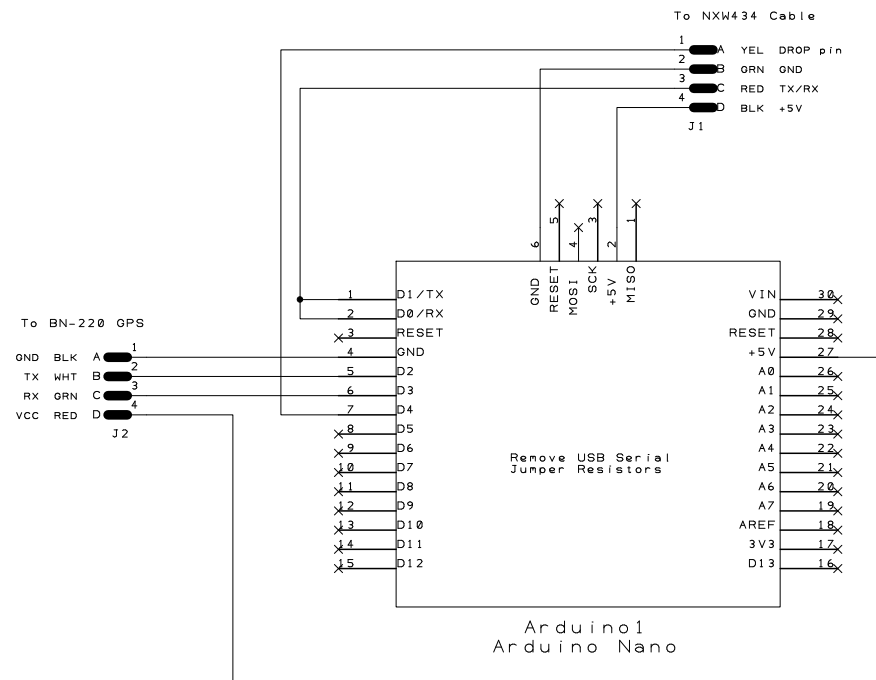 To NXW434 Cable
1 A YEL DROP pin
2 B GRN GND
3 C RED TX/RX
4 D BLK +5V
J1
6 5 4 3 2 1
GND RESET MOSI SCK +5V MISO
1 D1/TX VIN 30
2 D0/RX GND 29
3 RESET RESET 28
4 GND +5V 27
5 D2 A0 26
6 D3 A1 25
7 D4 A2 24
8 D5 A3 23
9 D6 A4 22
10 D7 A5 21
11 D8 A6 20
12 D9 A7 19
13 D10 AREF 18
14 D11 3V3 17
15 D12 D13 16
To BN-220 GPS
GND BLK A 1
TX WHT B 2
RX GRN C 3
VCC RED D 4
J2
Remove USB Serial
Jumper Resistors
Arduino1
Arduino Nano